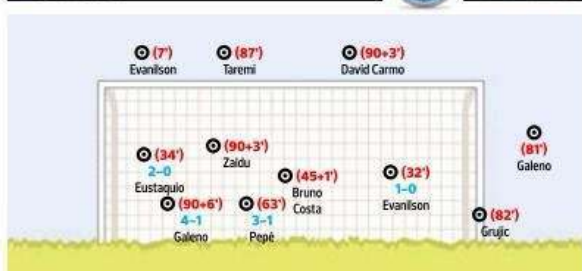 (7')
Evanilson
(87')
Taremi
(90+3')
David Carmo
(81')
Galeno
(34')
2-0
Eustaquio
(90+3')
Zaidu
(45+1')
Bruno
Costa
(32')
1-0
Evanilson
(90+6')
4-1
Galeno
(63')
3-1
Pepê
(82')
Grujic